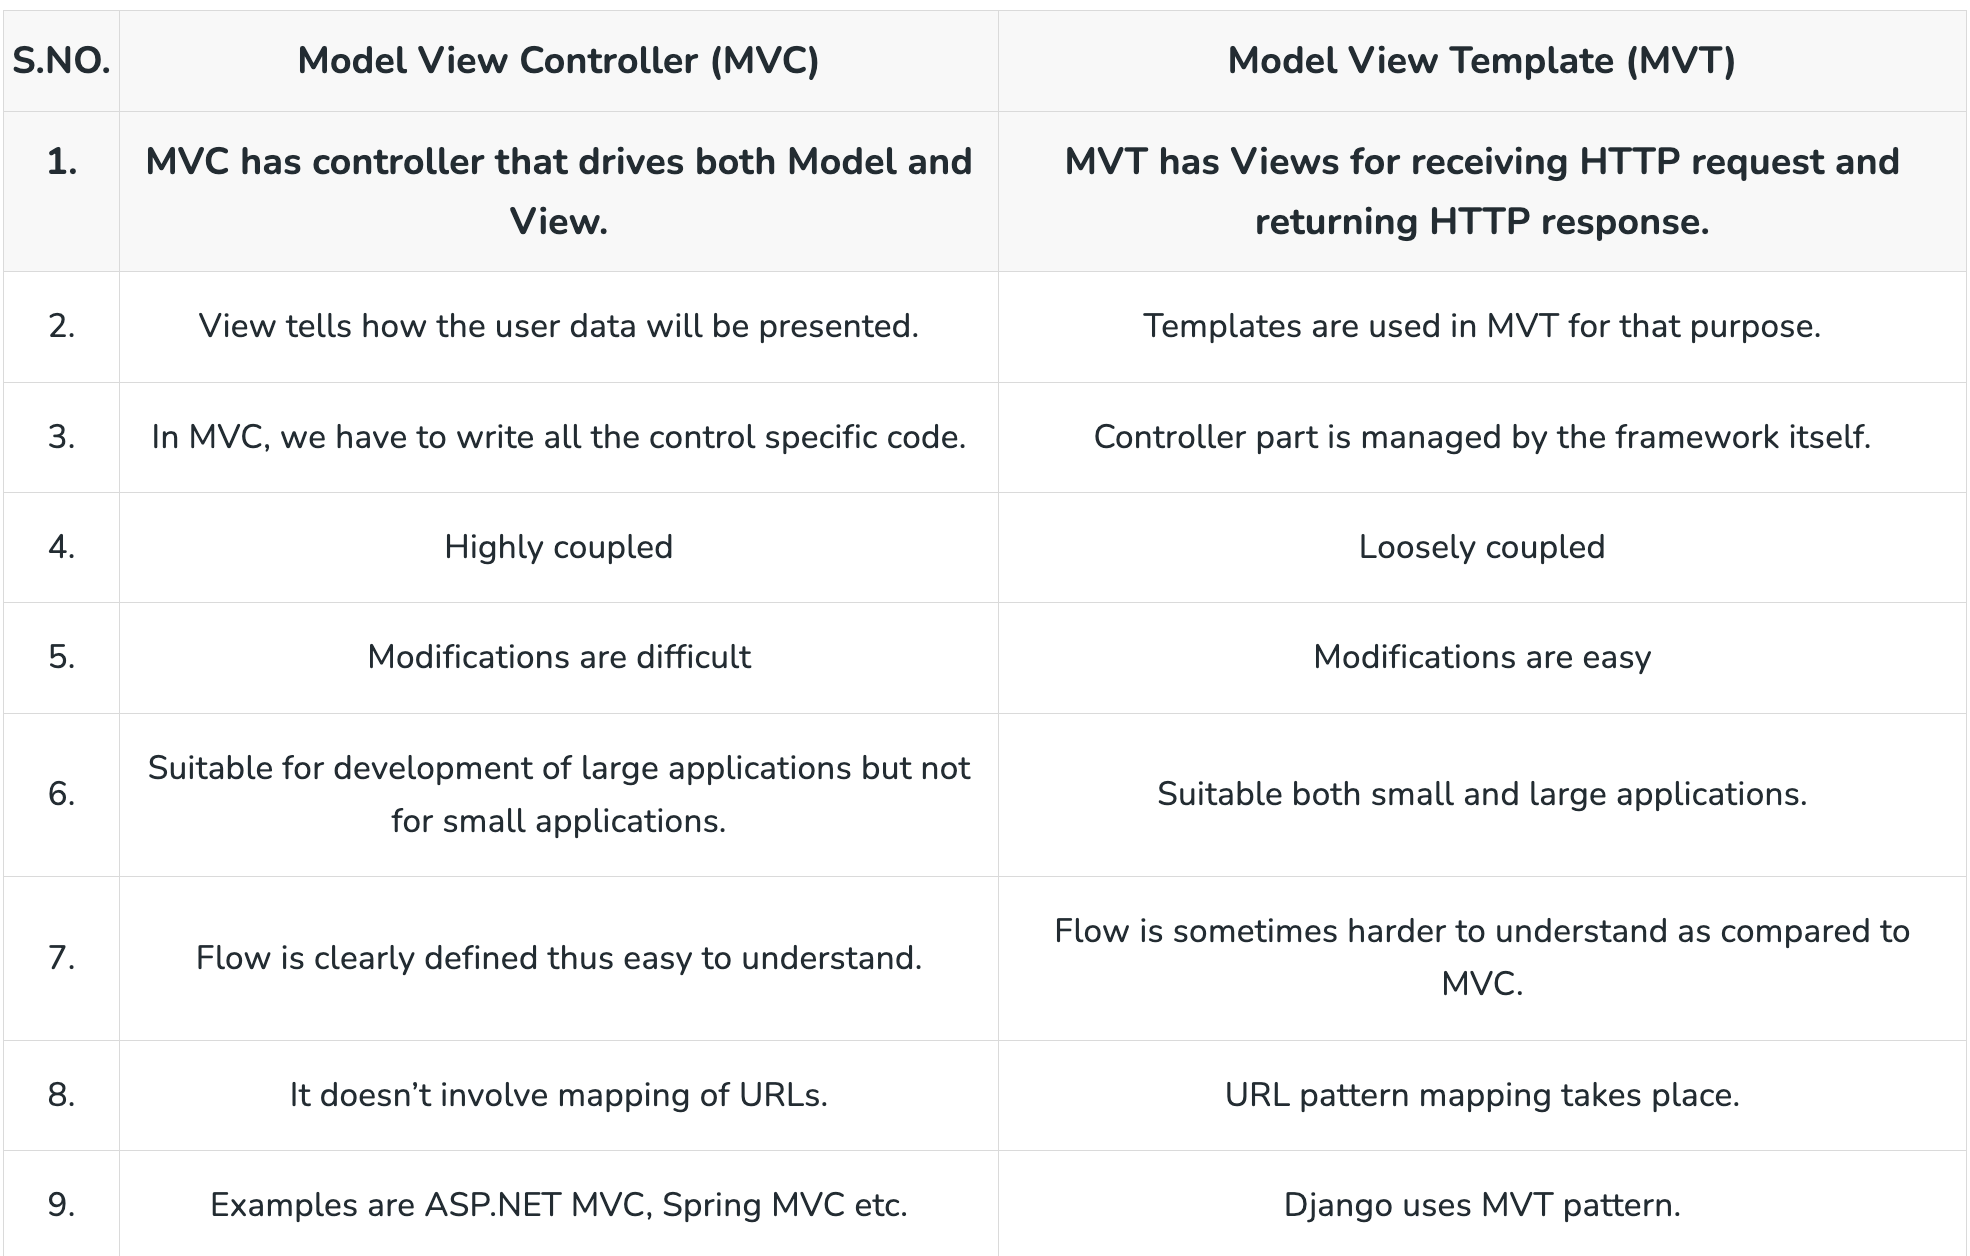 S.NO. Model View Controller (MVC) Model View Template (MVT)
1. MVC has controller that drives both Model and View. MVT has Views for receiving HTTP request and returning HTTP response.
2. View tells how the user data will be presented. Templates are used in MVT for that purpose.
3. In MVC, we have to write all the control specific code. Controller part is managed by the framework itself.
4. Highly coupled Loosely coupled
5. Modifications are difficult Modifications are easy
6. Suitable for development of large applications but not for small applications. Suitable both small and large applications.
7. Flow is clearly defined thus easy to understand. Flow is sometimes harder to understand as compared to MVC.
8. It doesn’t involve mapping of URLs. URL pattern mapping takes place.
9. Examples are ASP.NET MVC, Spring MVC etc. Django uses MVT pattern.